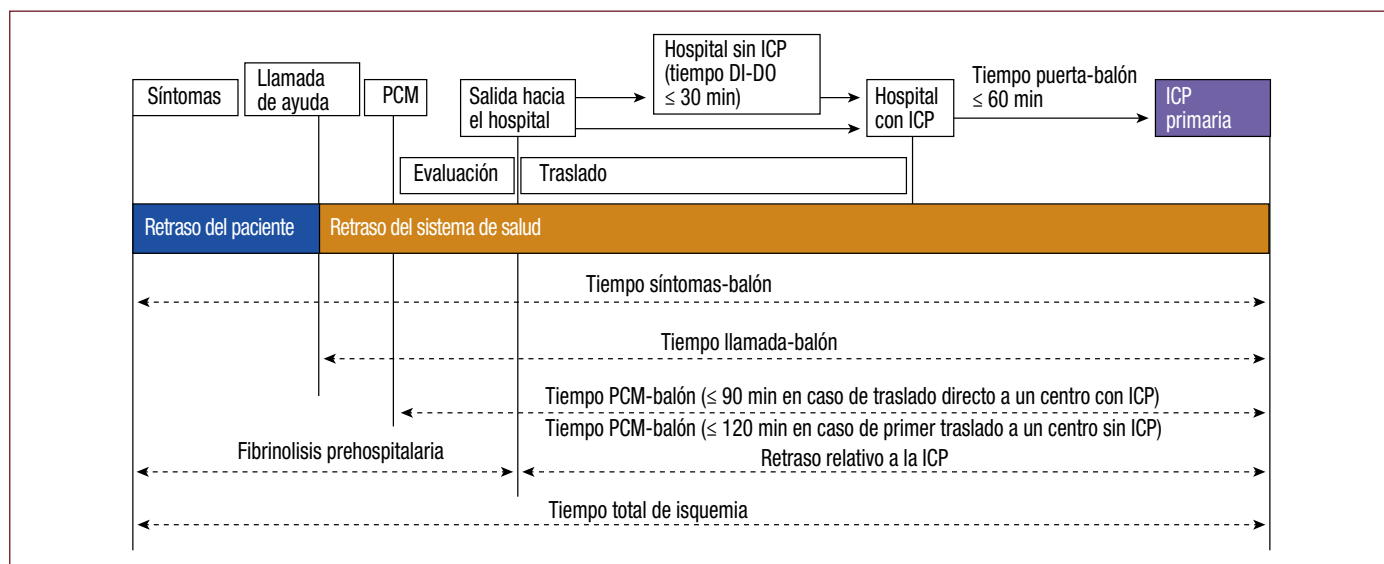 Síntomas
Llamada
de ayuda
PCM
Salida hacia
el hospital
Hospital sin ICP
(tiempo DI-DO
≤ 30 min)
Hospital
con ICP
Tiempo puerta-balón
≤ 60 min
ICP
primaria
Evaluación
Traslado
Retraso del paciente
Retraso del sistema de salud
Tiempo síntomas-balón
Tiempo llamada-balón
Tiempo PCM-balón (≤ 90 min en caso de traslado directo a un centro con ICP)
Tiempo PCM-balón (≤ 120 min en caso de primer traslado a un centro sin ICP)
Fibrinolisis prehospitalaria
Retraso relativo a la ICP
Tiempo total de isquemia